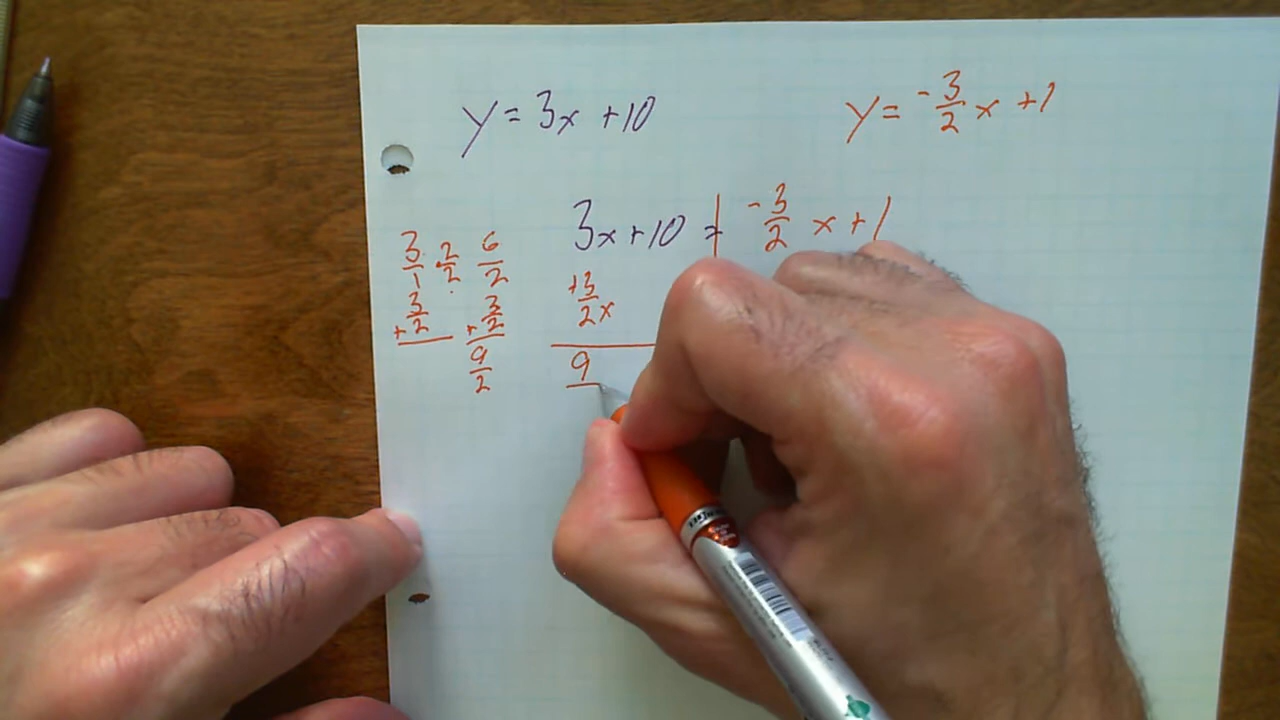 y = 3x + 10
y = -3/2 x + 1
3x + 10 = -3/2 x + 1
3/1 · 2/2 6/2
+ 3/2 + 3/2
9/2
+3/2 x
9